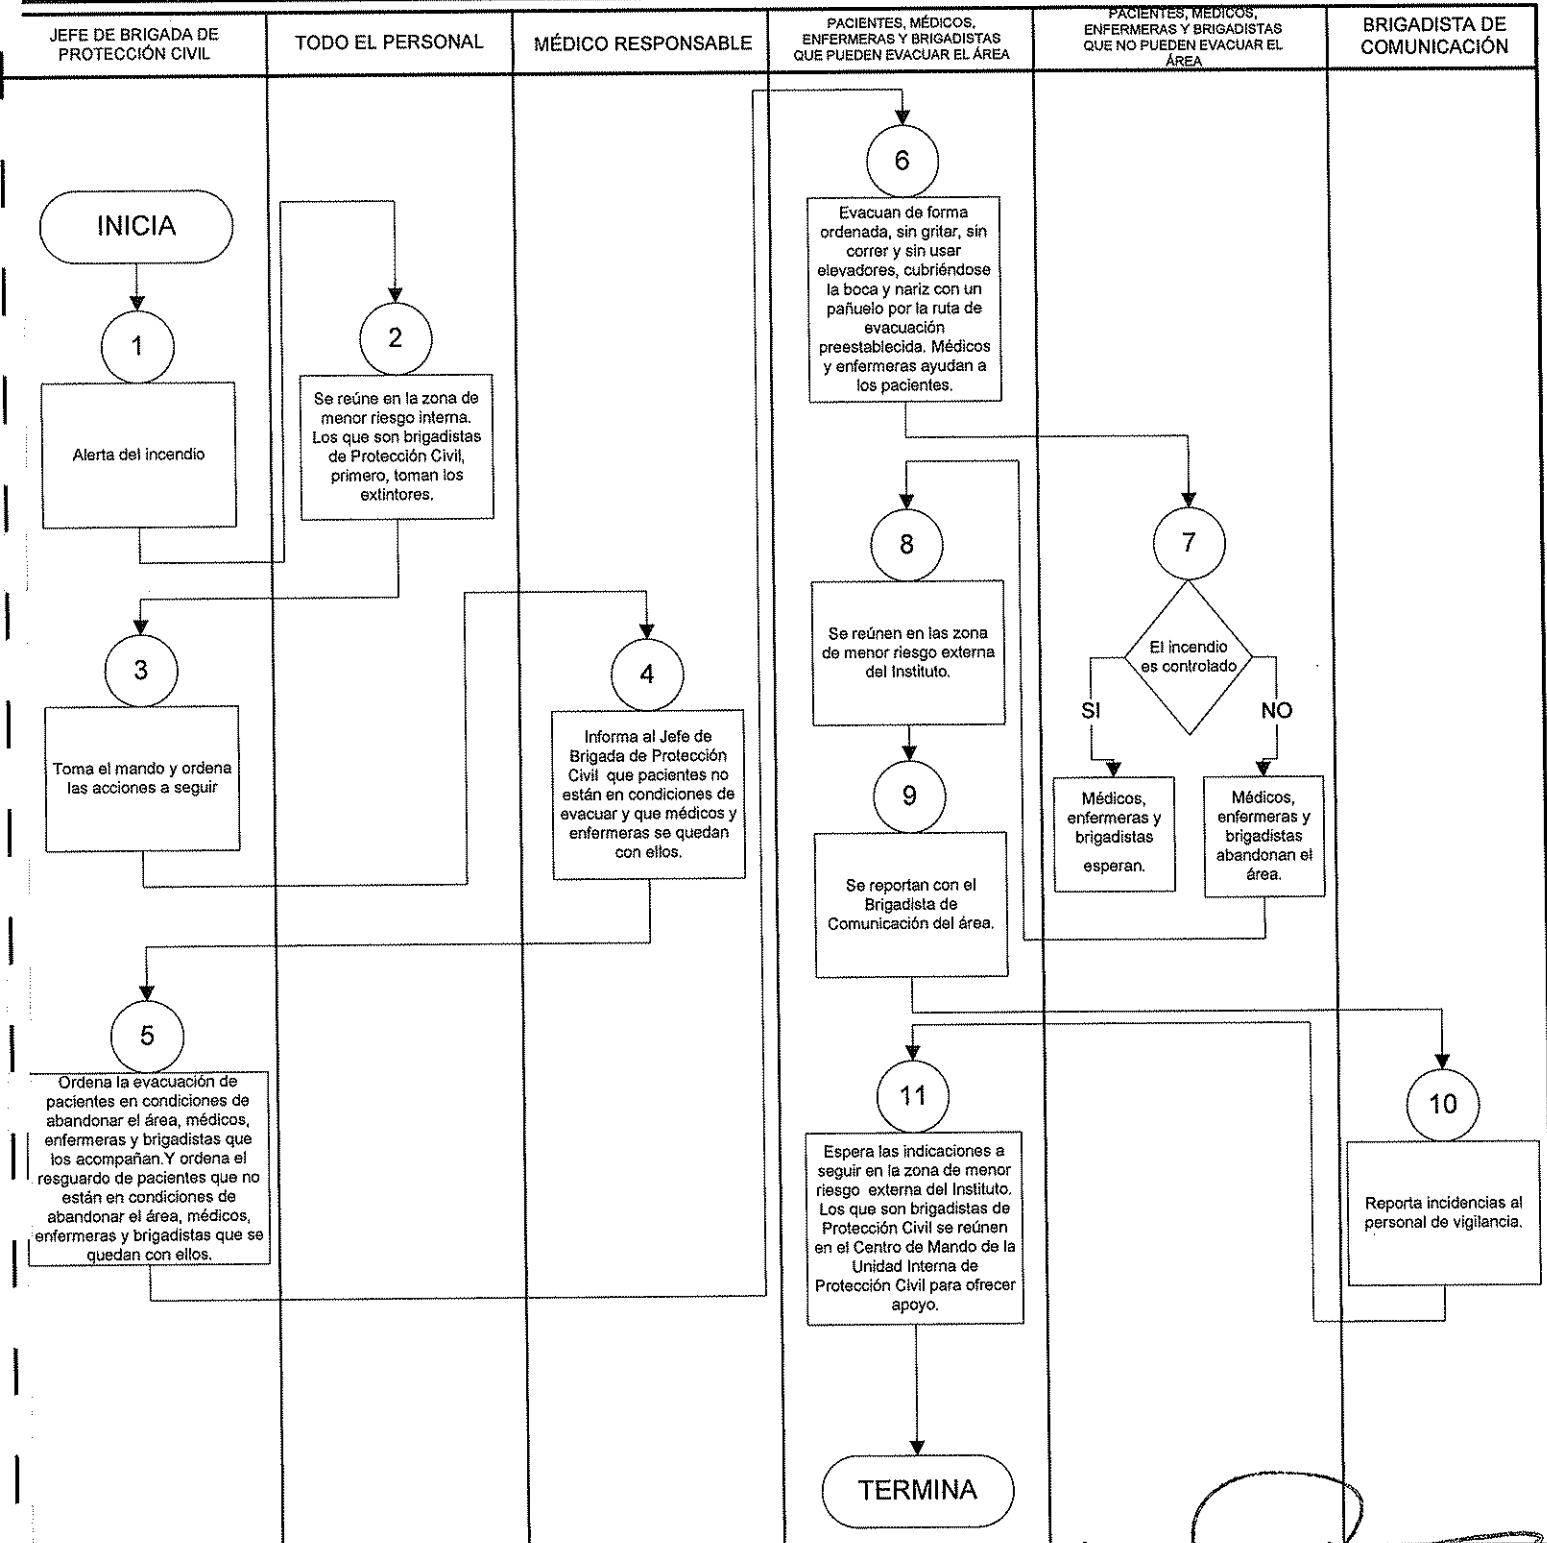 JEFE DE BRIGADA DE
PROTECCIÓN CIVIL
TODO EL PERSONAL
MÉDICO RESPONSABLE
PACIENTES, MÉDICOS,
ENFERMERAS Y BRIGADISTAS
QUE PUEDEN EVACUAR EL ÁREA
PACIENTES, MÉDICOS,
ENFERMERAS Y BRIGADISTAS
QUE NO PUEDEN EVACUAR EL
ÁREA
BRIGADISTA DE
COMUNICACIÓN
INICIA
1
Alerta del incendio
2
Se reúne en la zona de
menor riesgo interna.
Los que son brigadistas
de Protección Civil,
primero, toman los
extintores.
3
Toma el mando y ordena
las acciones a seguir
4
Informa al Jefe de
Brigada de Protección
Civil que pacientes no
están en condiciones de
evacuar y que médicos y
enfermeras se quedan
con ellos.
5
Ordena la evacuación de
pacientes en condiciones de
abandonar el área, médicos,
enfermeras y brigadistas que
los acompañan.Y ordena el
resguardo de pacientes que no
están en condiciones de
abandonar el área, médicos,
enfermeras y brigadistas que se
quedan con ellos.
6
Evacuan de forma
ordenada, sin gritar, sin
correr y sin usar
elevadores, cubriéndose
la boca y nariz con un
pañuelo por la ruta de
evacuación
preestablecida. Médicos
y enfermeras ayudan a
los pacientes.
7
El incendio
es controlado
SI
NO
Médicos,
enfermeras y
brigadistas
esperan.
Médicos,
enfermeras y
brigadistas
abandonan el
área.
8
Se reúnen en las zona
de menor riesgo externa
del Instituto.
9
Se reportan con el
Brigadista de
Comunicación del área.
10
Reporta incidencias al
personal de vigilancia.
11
Espera las indicaciones a
seguir en la zona de menor
riesgo externa del Instituto.
Los que son brigadistas de
Protección Civil se reúnen
en el Centro de Mando de la
Unidad Interna de
Protección Civil para ofrecer
apoyo.
TERMINA